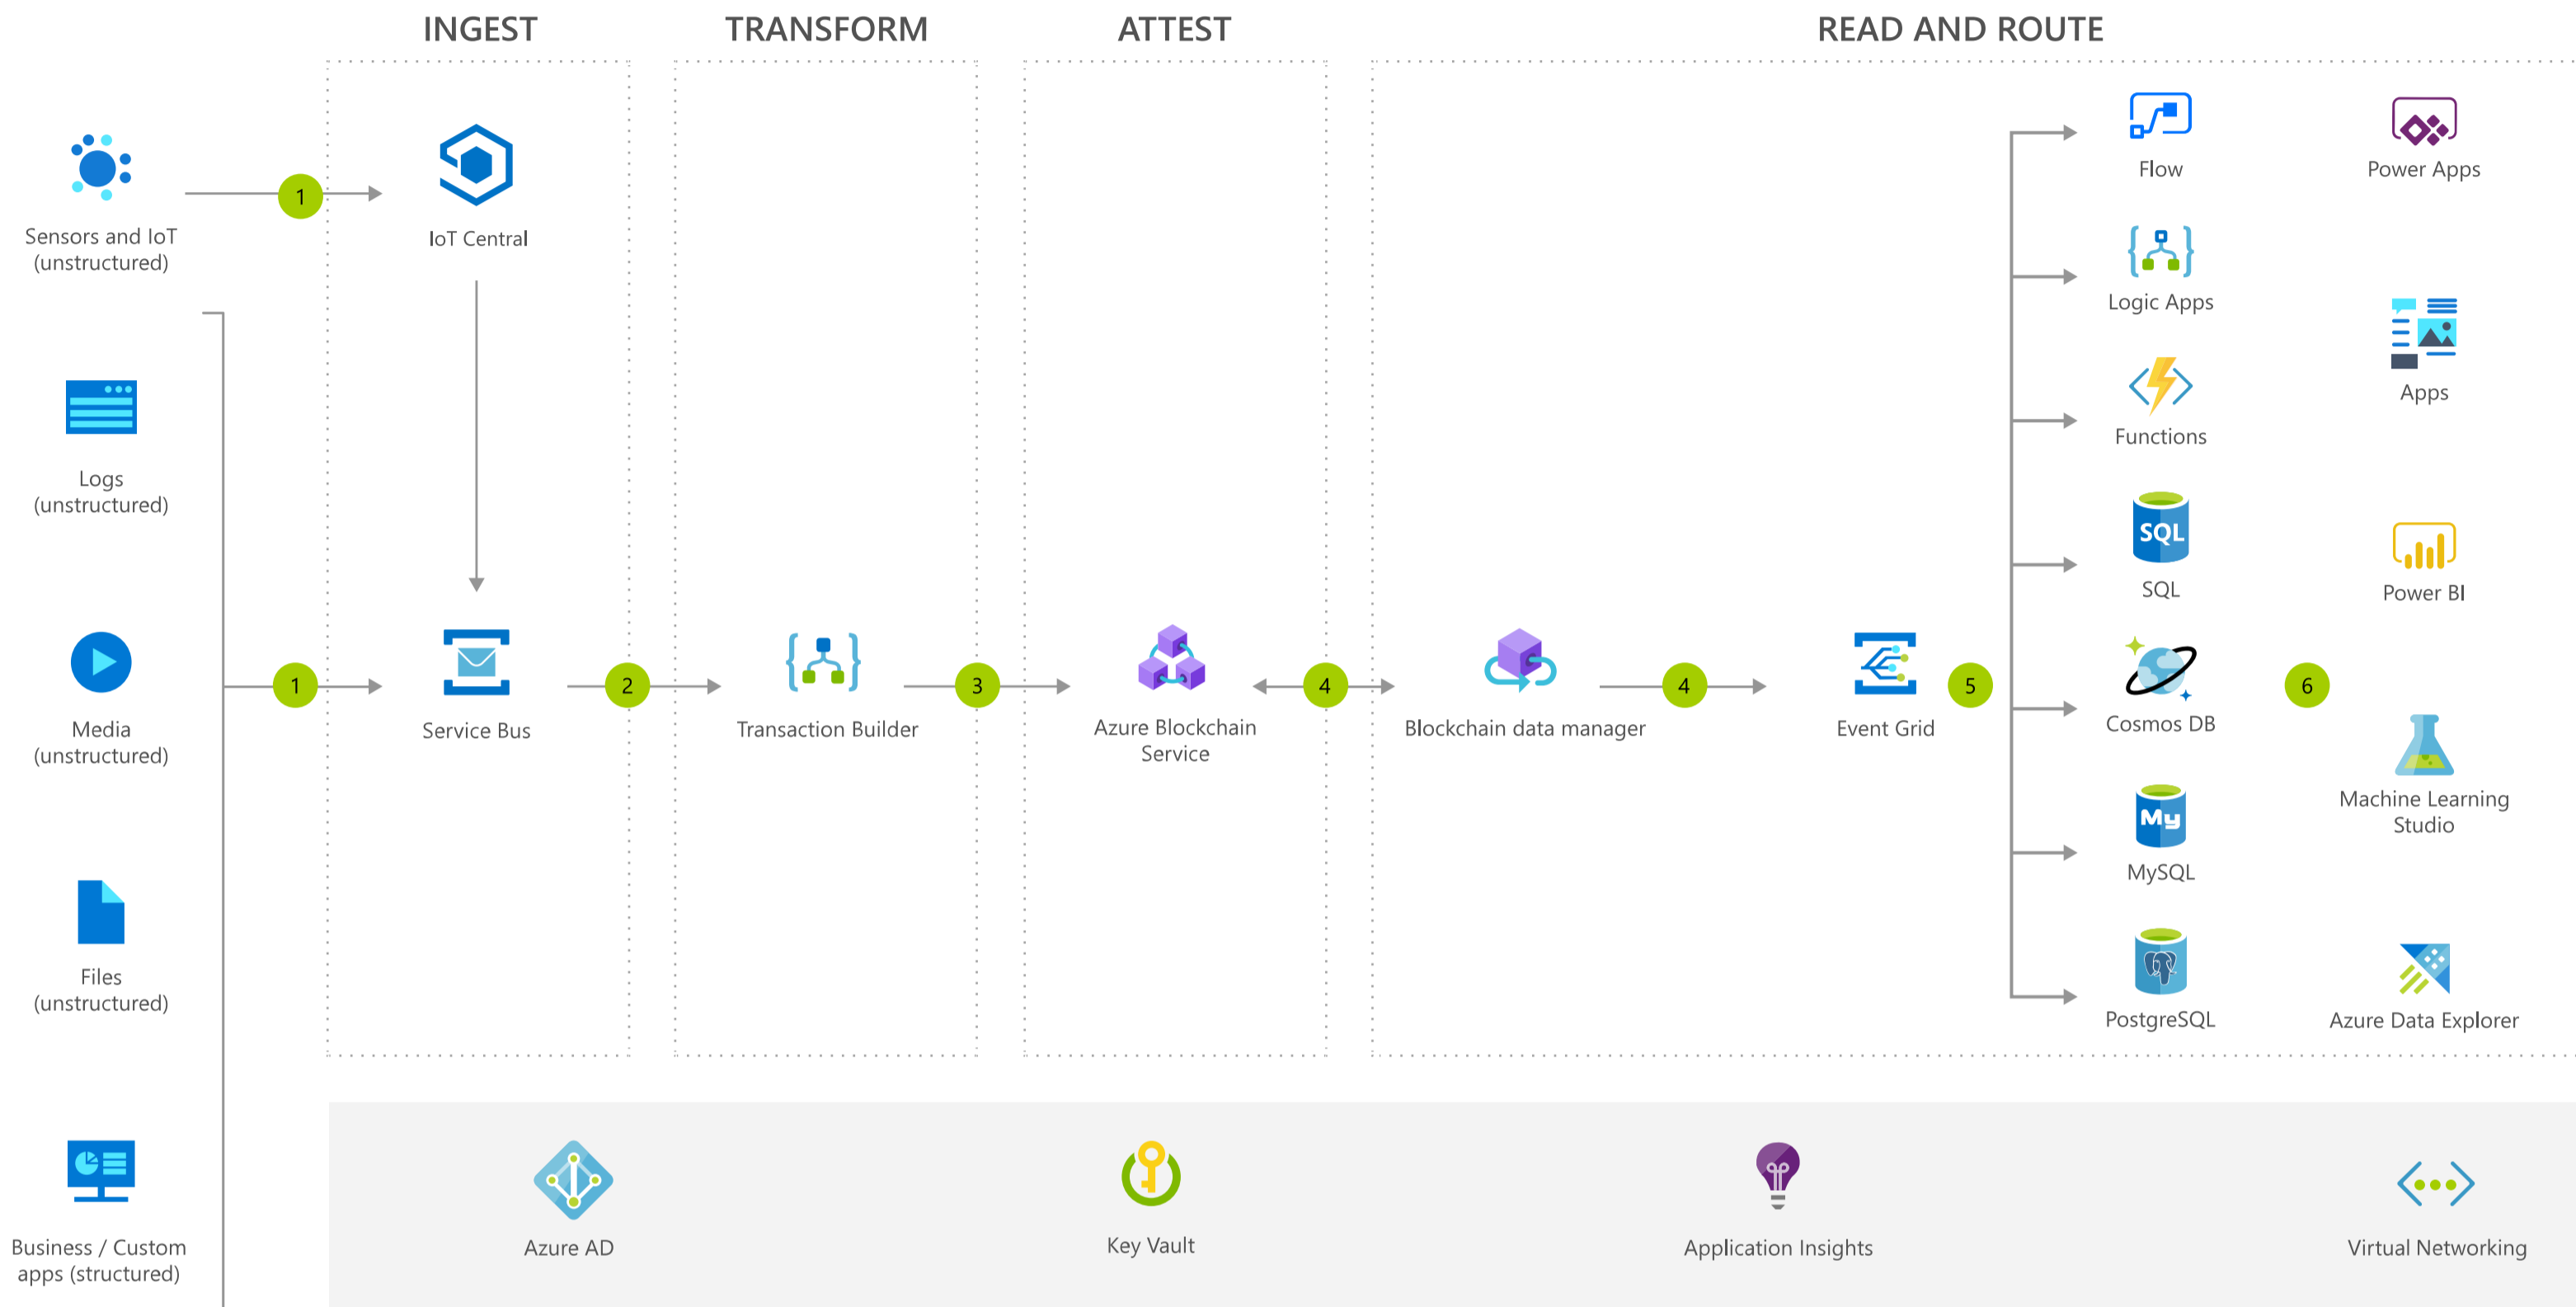 INGEST
TRANSFORM
ATTEST
READ AND ROUTE
Sensors and IoT
(unstructured)
1
IoT Central
Logs
(unstructured)
Media
(unstructured)
1
Service Bus
2
Transaction Builder
3
Azure Blockchain
Service
4
Blockchain data manager
4
Event Grid
5
Flow
Logic Apps
Functions
SQL
SQL
Cosmos DB
My
MySQL
PostgreSQL
6
Power Apps
Apps
Power BI
Machine Learning
Studio
Azure Data Explorer
Files
(unstructured)
Business / Custom
apps (structured)
Azure AD
Key Vault
Application Insights
Virtual Networking